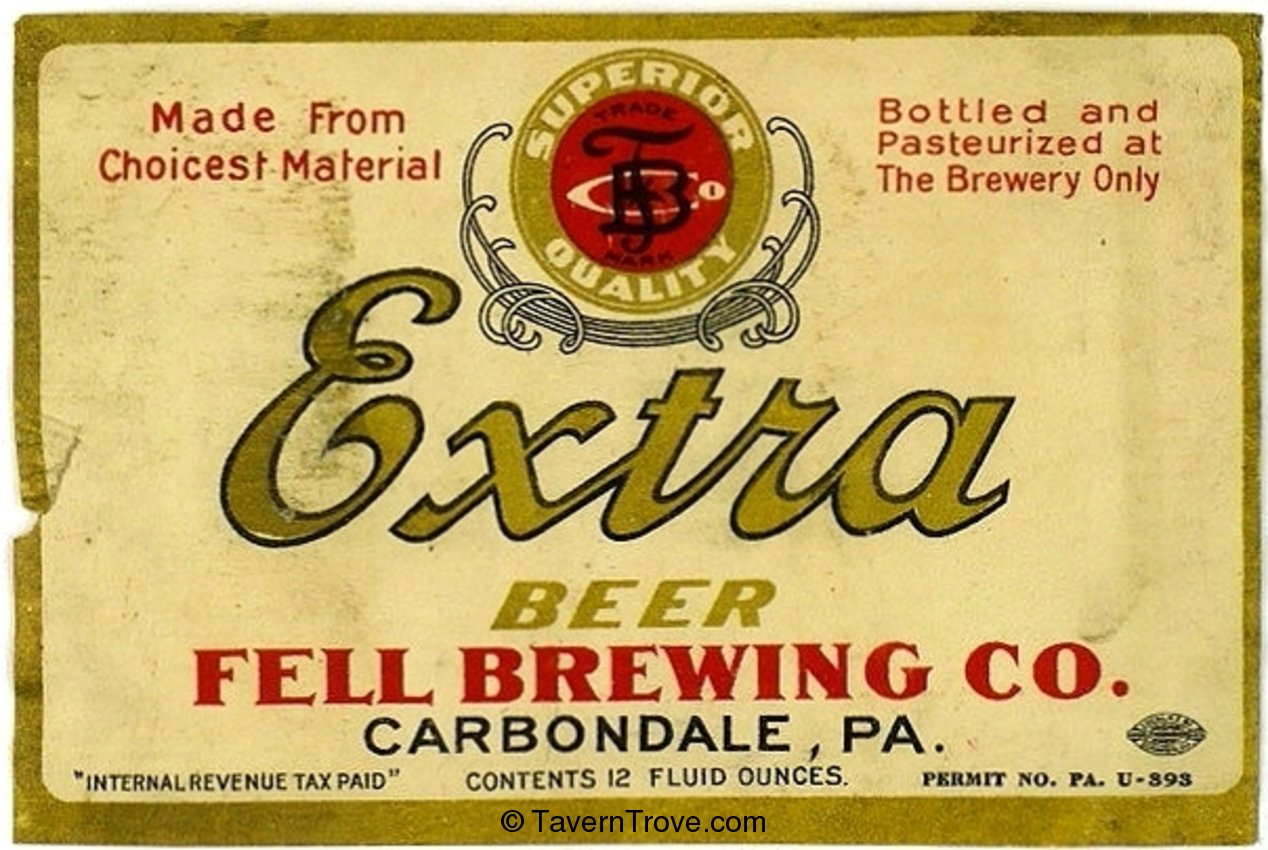 Made From
Choicest Material
SUPERIOR
TRADE
MARK
QUALITY
Bottled and
Pasteurized at
The Brewery Only
Extra
BEER
FELL BREWING CO.
CARBONDALE, PA.
"INTERNAL REVENUE TAX PAID"
CONTENTS 12 FLUID OUNCES.
PERMIT NO. PA. U-393
© TavernTrove.com